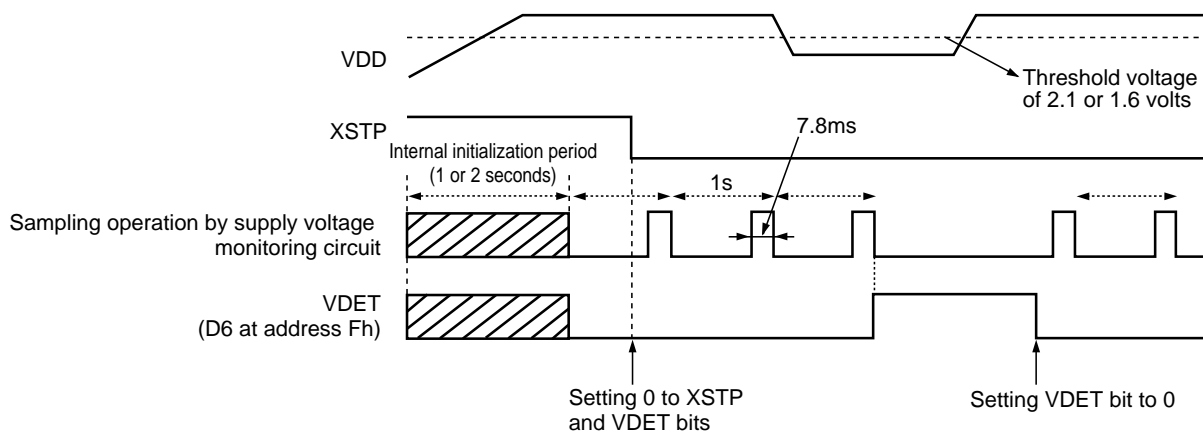 VDD
Threshold voltage
of 2.1 or 1.6 volts
XSTP
7.8ms
Internal initialization period
(1 or 2 seconds)
1s
Sampling operation by supply voltage
monitoring circuit
VDET
(D6 at address Fh)
Setting 0 to XSTP
and VDET bits
Setting VDET bit to 0